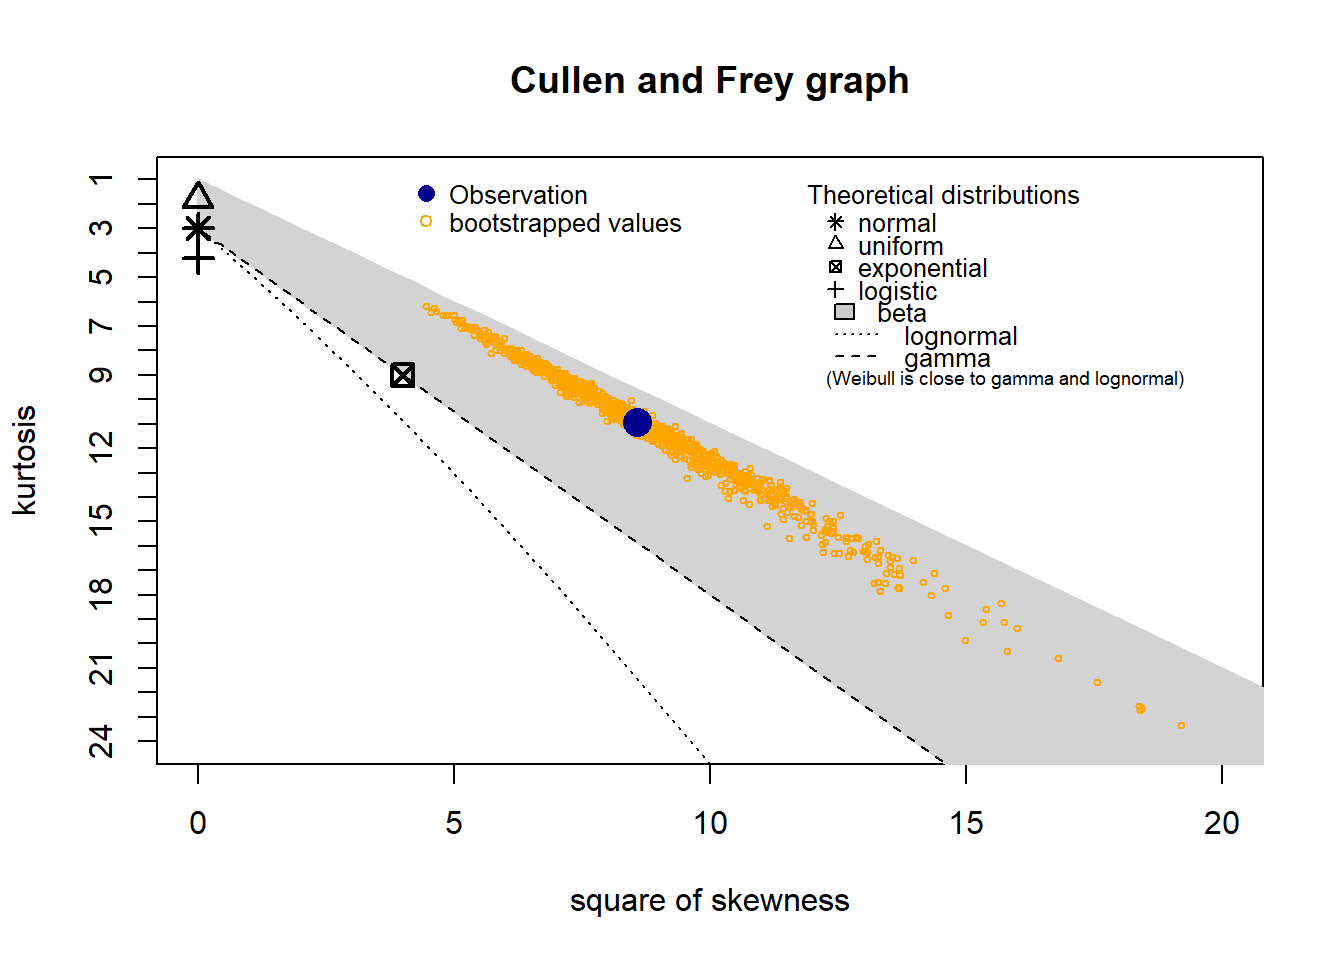 Cullen and Frey graph
Observation
bootstrapped values
Theoretical distributions
normal
uniform
exponential
logistic
beta
lognormal
gamma
(Weibull is close to gamma and lognormal)
kurtosis
1
3
5
7
9
12
15
18
21
24
0 5 10 15 20
square of skewness